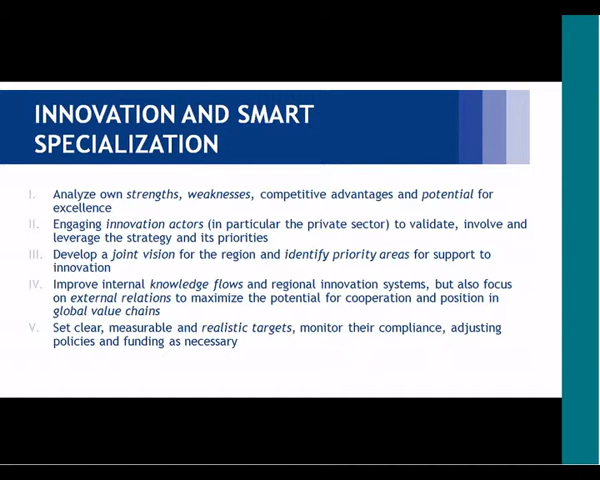 INNOVATION AND SMART
SPECIALIZATION
I. Analyze own strengths, weaknesses, competitive advantages and potential for
excellence
II. Engaging innovation actors (in particular the private sector) to validate, involve and
leverage the strategy and its priorities
III. Develop a joint vision for the region and identify priority areas for support to
innovation
IV. Improve internal knowledge flows and regional innovation systems, but also focus
on external relations to maximize the potential for cooperation and position in
global value chains
V. Set clear, measurable and realistic targets, monitor their compliance, adjusting
policies and funding as necessary